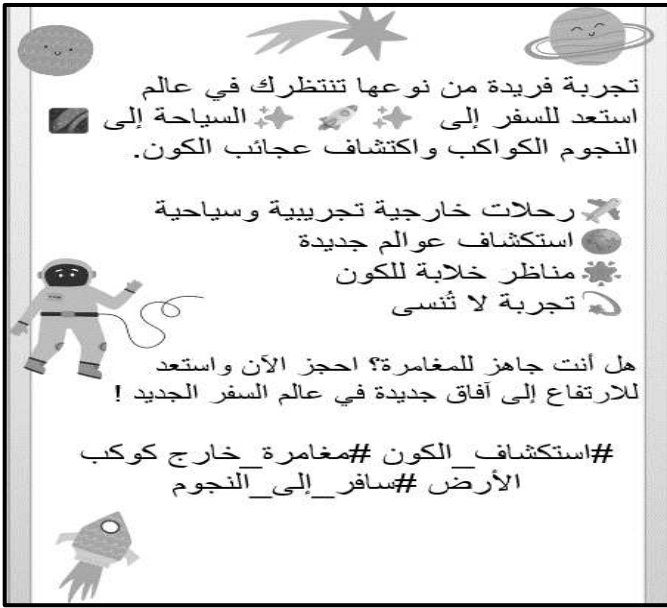 تجربة فريدة من نوعها تنتظرك في عالم
استعد للسفر إلى ✨ 🚀 ✨ السياحة إلى 🌌
النجوم الكواكب واكتشاف عجائب الكون.
✈️ رحلات خارجية تجريبية وسياحية
🌑 استكشاف عوالم جديدة
🌟 مناظر خلابة للكون
💫 تجربة لا تُنسى
هل أنت جاهز للمغامرة؟ احجز الآن واستعد
للارتفاع إلى آفاق جديدة في عالم السفر الجديد !
#استكشاف_الكون #مغامرة_خارج كوكب
الأرض #سافر_إلى_النجوم